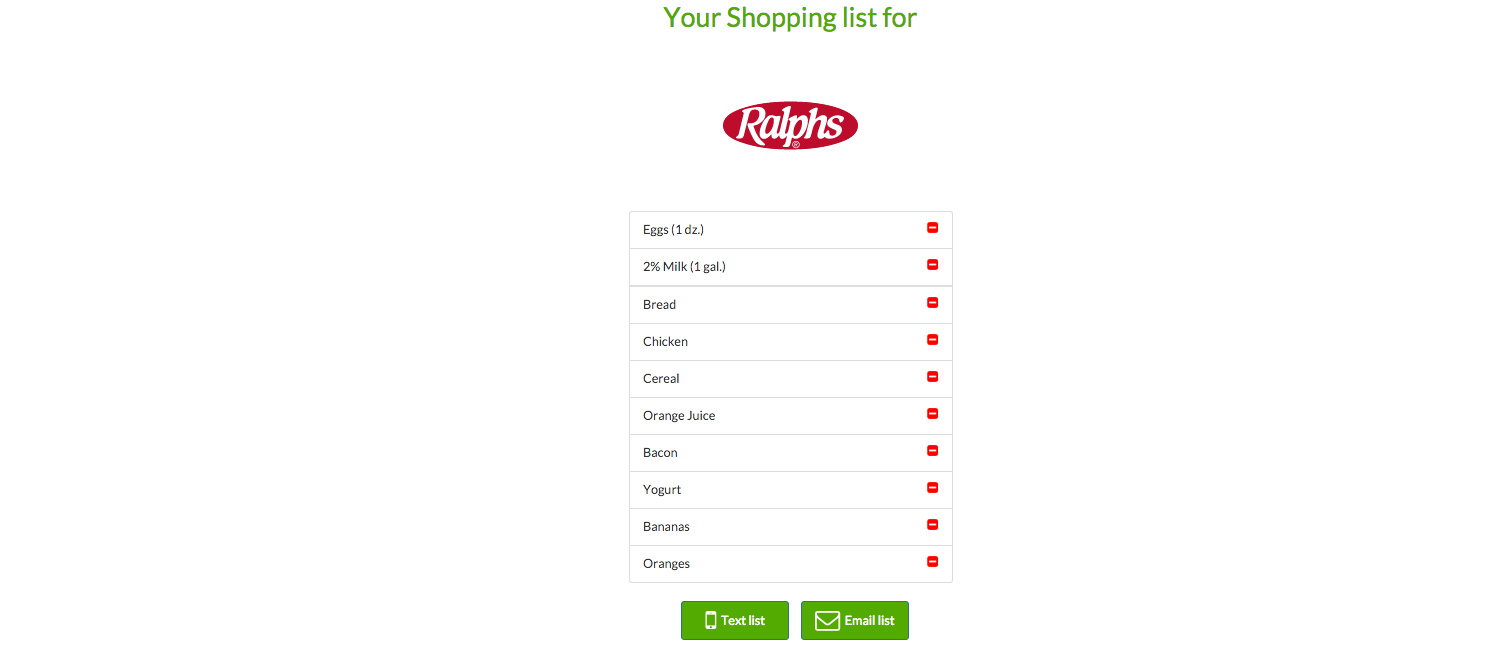 Your Shopping list for
Ralphs
®
Eggs (1 dz.)
2% Milk (1 gal.)
Bread
Chicken
Cereal
Orange Juice
Bacon
Yogurt
Bananas
Oranges
Text list
Email list